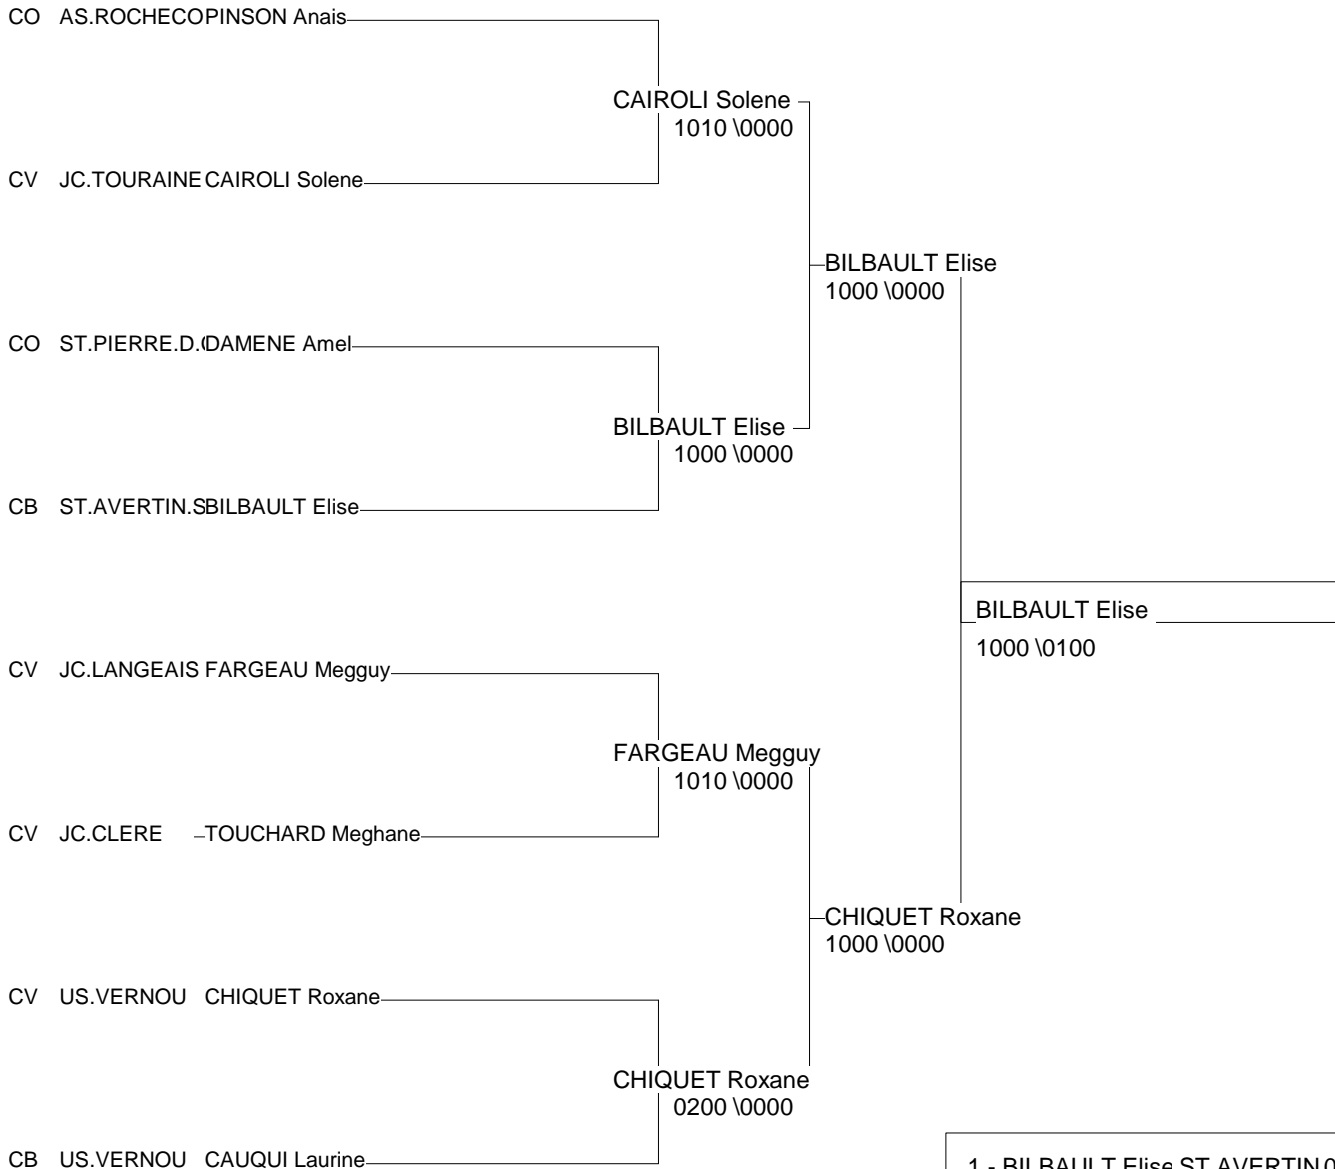 CO AS.ROCHECOPINSON Anais
CAIROLI Solene
1010 \0000
CV JC.TOURAINE CAIROLI Solene
BILBAULT Elise
1000 \0000
CO ST.PIERRE.D.(DAMENE Amel
BILBAULT Elise
1000 \0000
CB ST.AVERTIN.SBILBAULT Elise
BILBAULT Elise
1000 \0100
CV JC.LANGEAIS FARGEAU Megguy
FARGEAU Megguy
1010 \0000
CV JC.CLERE TOUCHARD Meghane
CHIQUET Roxane
1000 \0000
CV US.VERNOU CHIQUET Roxane
CHIQUET Roxane
0200 \0000
CB US.VERNOU CAUQUI Laurine
1 - BILBAULT Elise ST.AVERTIN